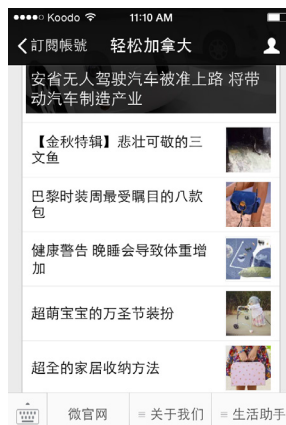 Koodo 11:10 AM
訂閱帳號 轻松加拿大
安省无人驾驶汽车被准上路 将带
动汽车制造产业
【金秋特辑】悲壮可敬的三
文鱼
巴黎时装周最受瞩目的八款
包
健康警告 晚睡会导致体重增
加
超萌宝宝的万圣节装扮
超全的家居收纳方法
微官网 关于我们 生活助手